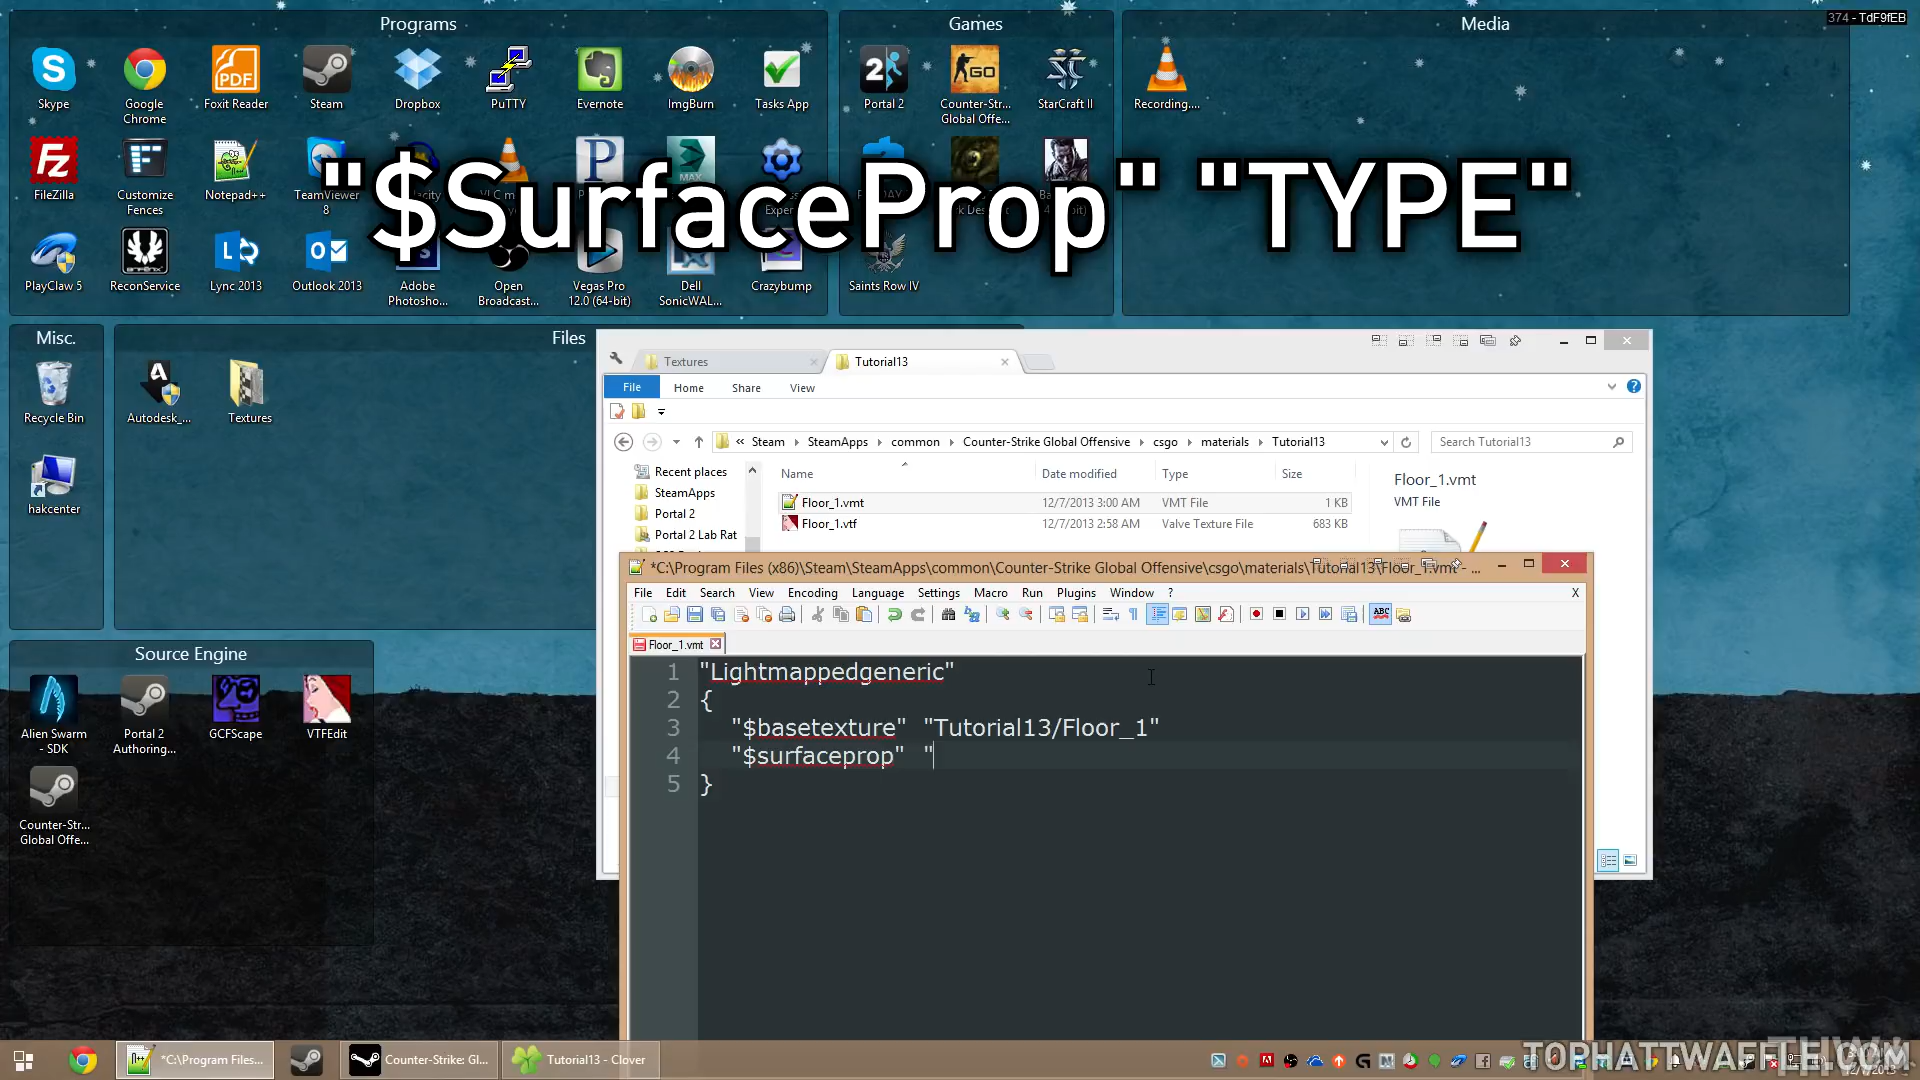 Programs
Games
Media
374 - TdF9fEB
Skype
Google Chrome
Foxit Reader
Steam
Dropbox
PuTTY
Evernote
ImgBurn
Tasks App
Portal 2
Counter-Str... Global Offe...
StarCraft II
Recording....
"$SurfaceProp" "TYPE"
FileZilla
Customize Fences
Notepad++
TeamViewer 8
PlayClaw 5
ReconService
Lync 2013
Outlook 2013
Adobe Photosho...
Open Broadcast...
Vegas Pro 12.0 (64-bit)
Dell SonicWAL...
Crazybump
Saints Row IV
Misc.
Files
Recycle Bin
Autodesk_...
Textures
hakcenter
Source Engine
Alien Swarm - SDK
Portal 2 Authoring...
GCFScape
VTFEdit
Counter-Str... Global Offe...
Textures
Tutorial13
File Home Share View
« Steam SteamApps common Counter-Strike Global Offensive csgo materials Tutorial13
Search Tutorial13
Recent places
SteamApps
Portal 2
Portal 2 Lab Rat
Name Date modified Type Size
Floor_1.vmt 12/7/2013 3:00 AM VMT File 1 KB
Floor_1.vtf 12/7/2013 2:58 AM Valve Texture File 683 KB
Floor_1.vmt
VMT File
*C:\Program Files (x86)\Steam\SteamApps\common\Counter-Strike Global Offensive\csgo\materials\Tutorial13\Floor_1.vmt - ...
File Edit Search View Encoding Language Settings Macro Run Plugins Window ? X
Floor_1.vmt
1 "Lightmappedgeneric"
2 {
3 "$basetexture" "Tutorial13/Floor_1"
4 "$surfaceprop" "
5 }
*C:\Program Files...
Counter-Strike: Gl...
Tutorial13 - Clover
TOPHATTWAFFLE.COM
12/7/2013